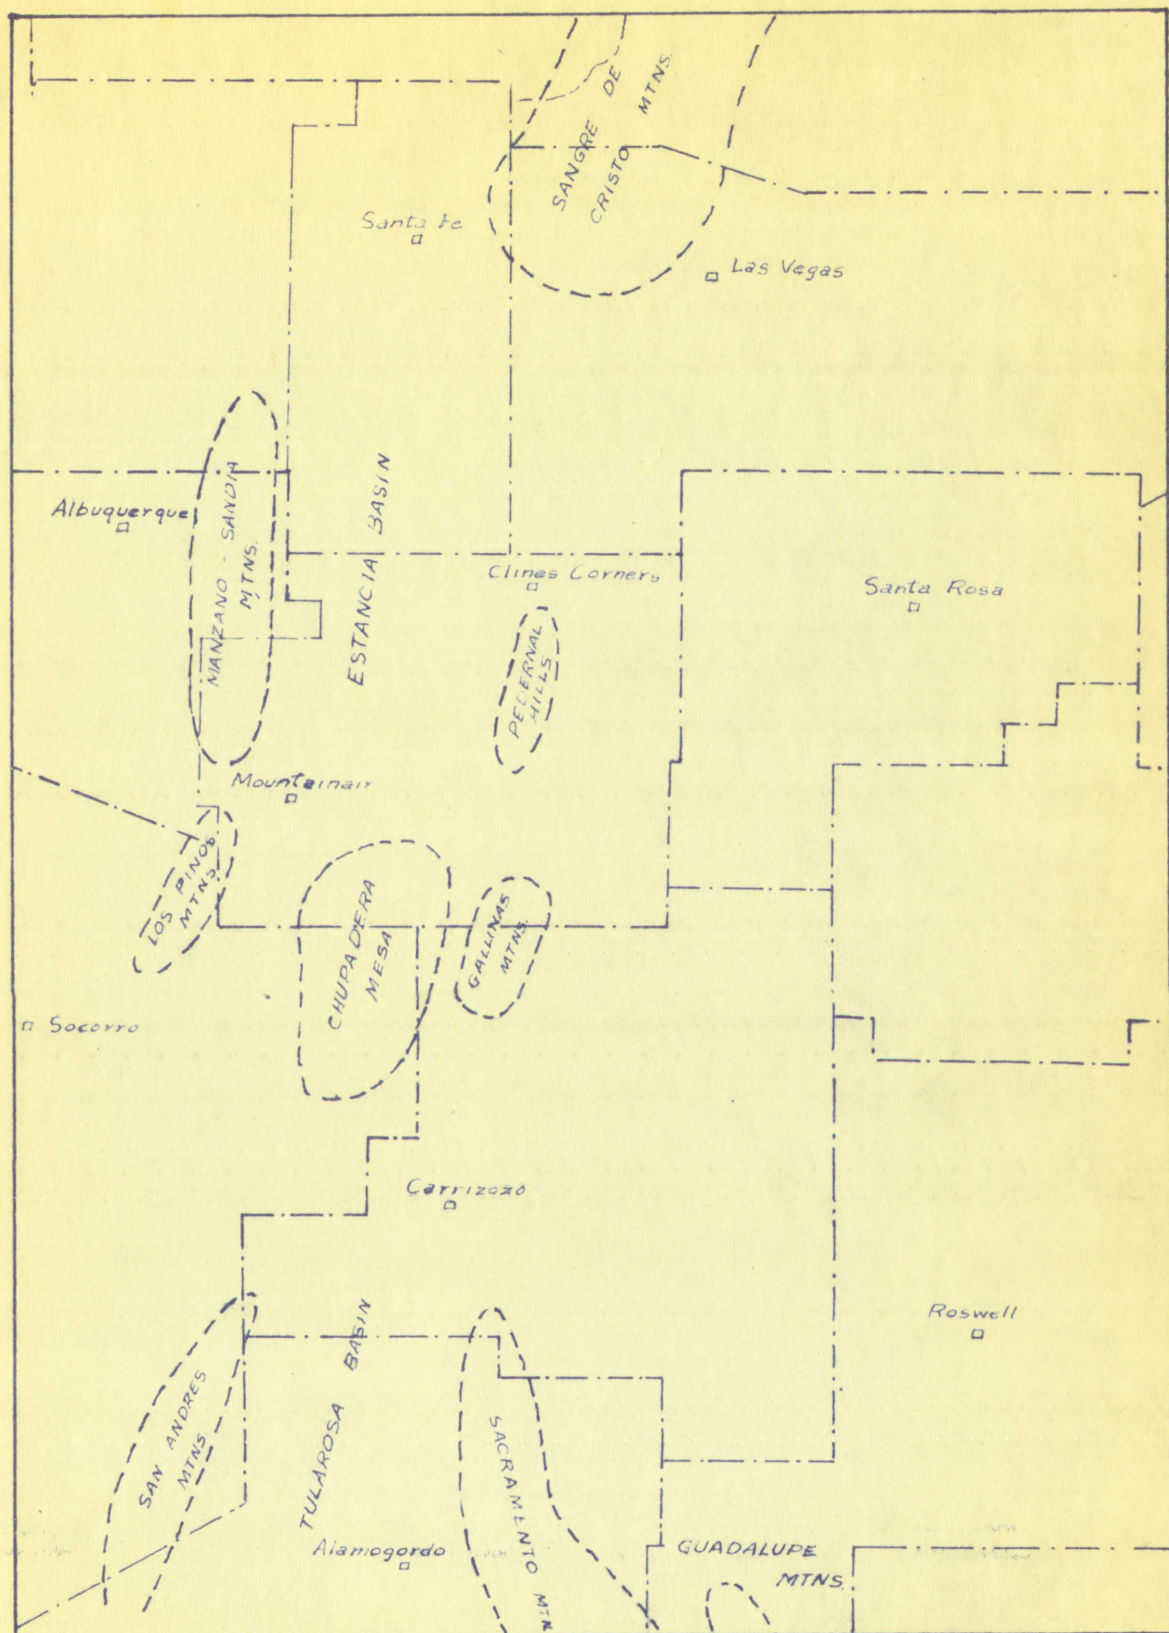 SANGRE DE
CRISTO MTNS.
Santa Fe
Las Vegas
MANZANO - SANDIA
MTNS.
ESTANCIA BASIN
Albuquerque
Clines Corners
Santa Rosa
PEDERNAL
HILLS
Mountainair
LOS PINOS
MTNS.
CHUPADERA
MESA
GALLINAS
MTNS.
Socorro
Carrizozo
Roswell
SAN ANDRES
MTNS
TULAROSA BASIN
SACRAMENTO MTN
Alamogordo
GUADALUPE
MTNS.